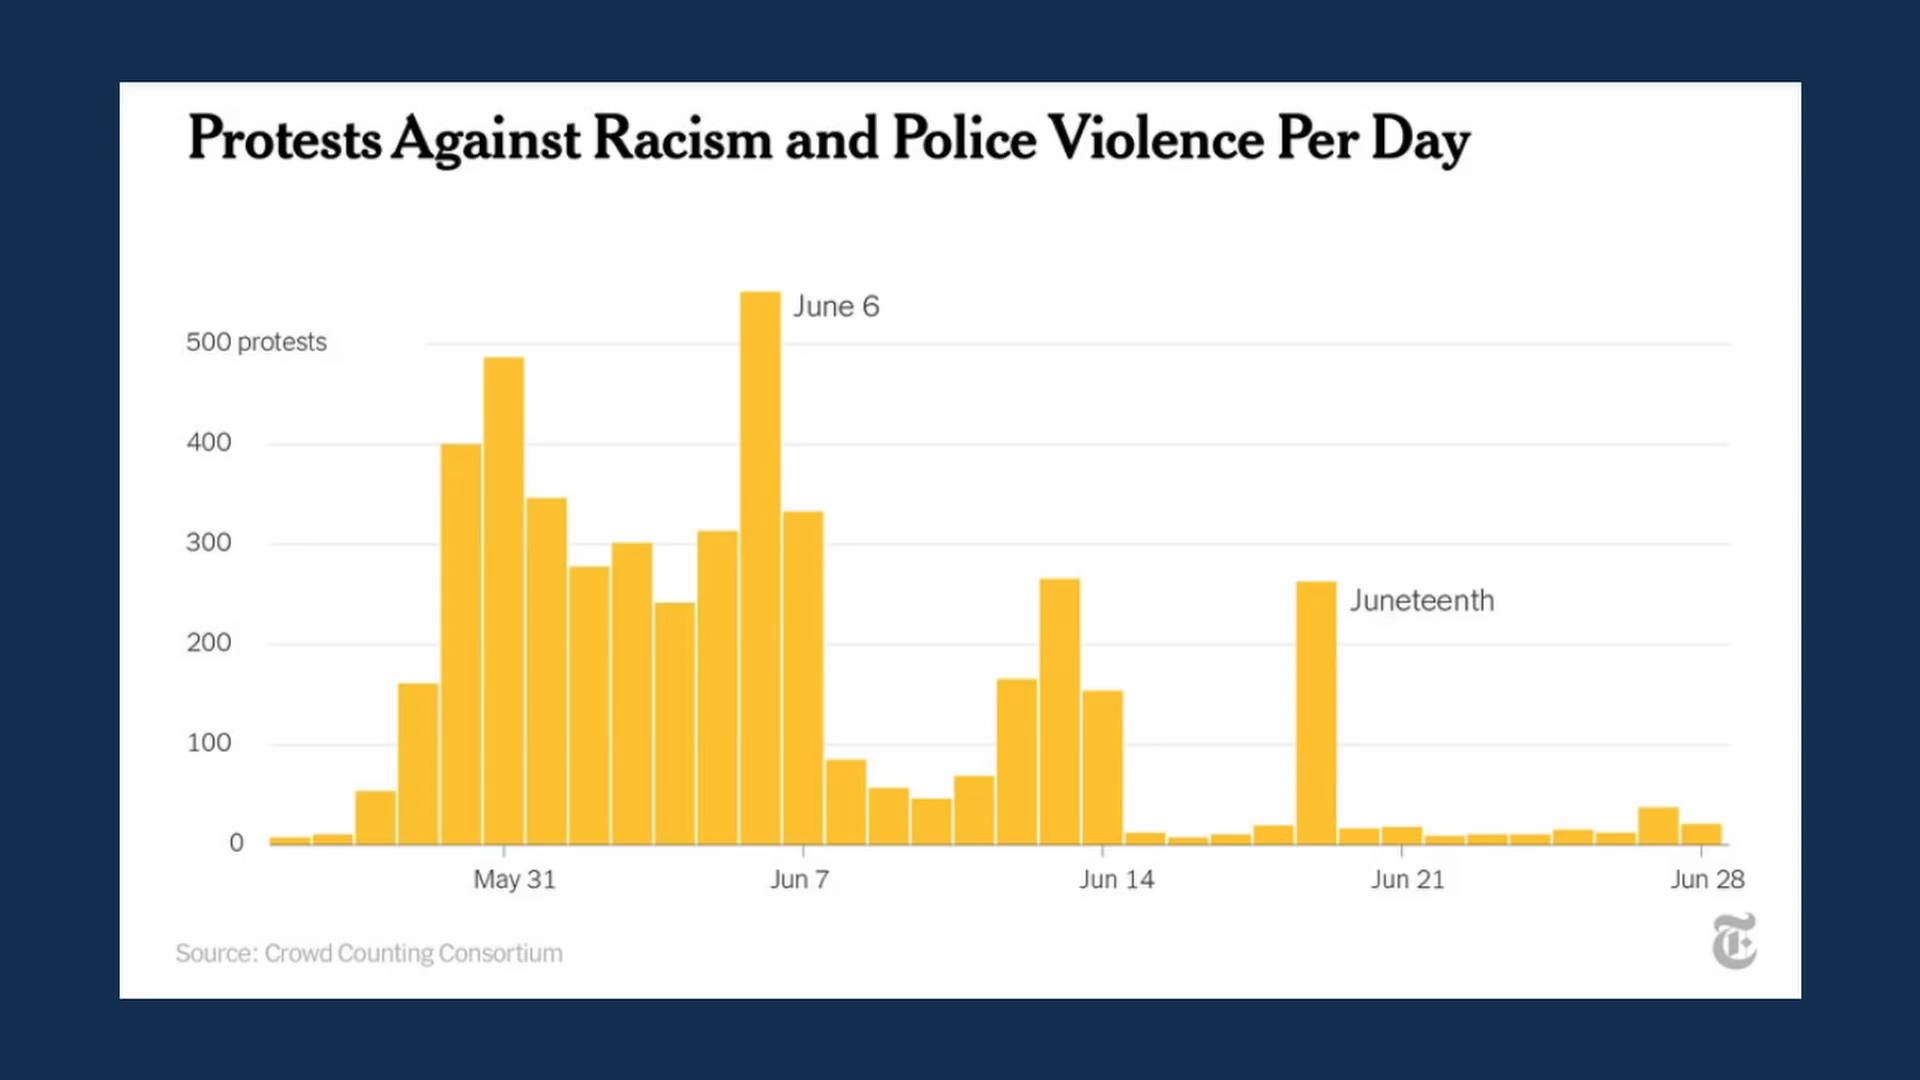 Protests Against Racism and Police Violence Per Day
June 6
500 protests
400
300
Juneteenth
200
100
0
May 31
Jun 7
Jun 14
Jun 21
Jun 28
Source: Crowd Counting Consortium
T